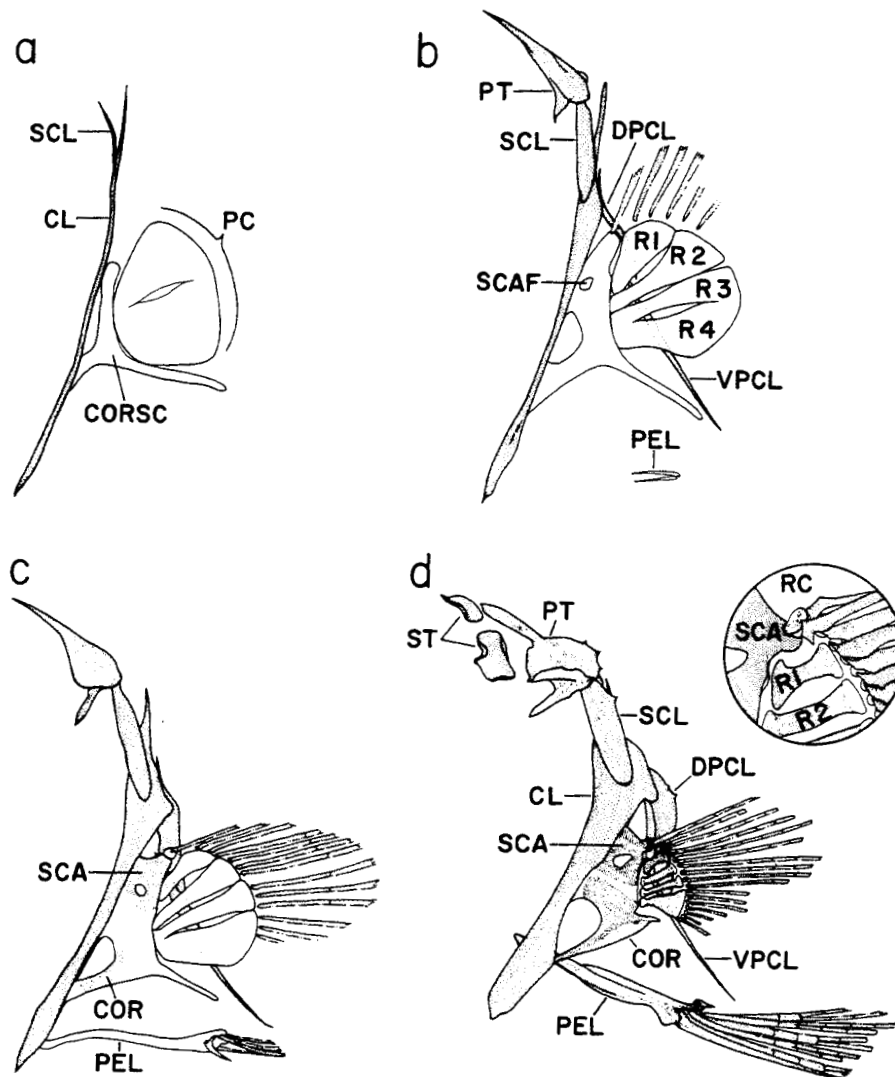 a
SCL
CL
PC
CORSC
b
PT
SCL
DPCL
R1
R2
SCAF
R3
R4
VPCL
PEL
c
SCA
COR
PEL
d
ST
PT
RC
SCA
R1
R2
SCL
DPCL
CL
SCA
COR
VPCL
PEL